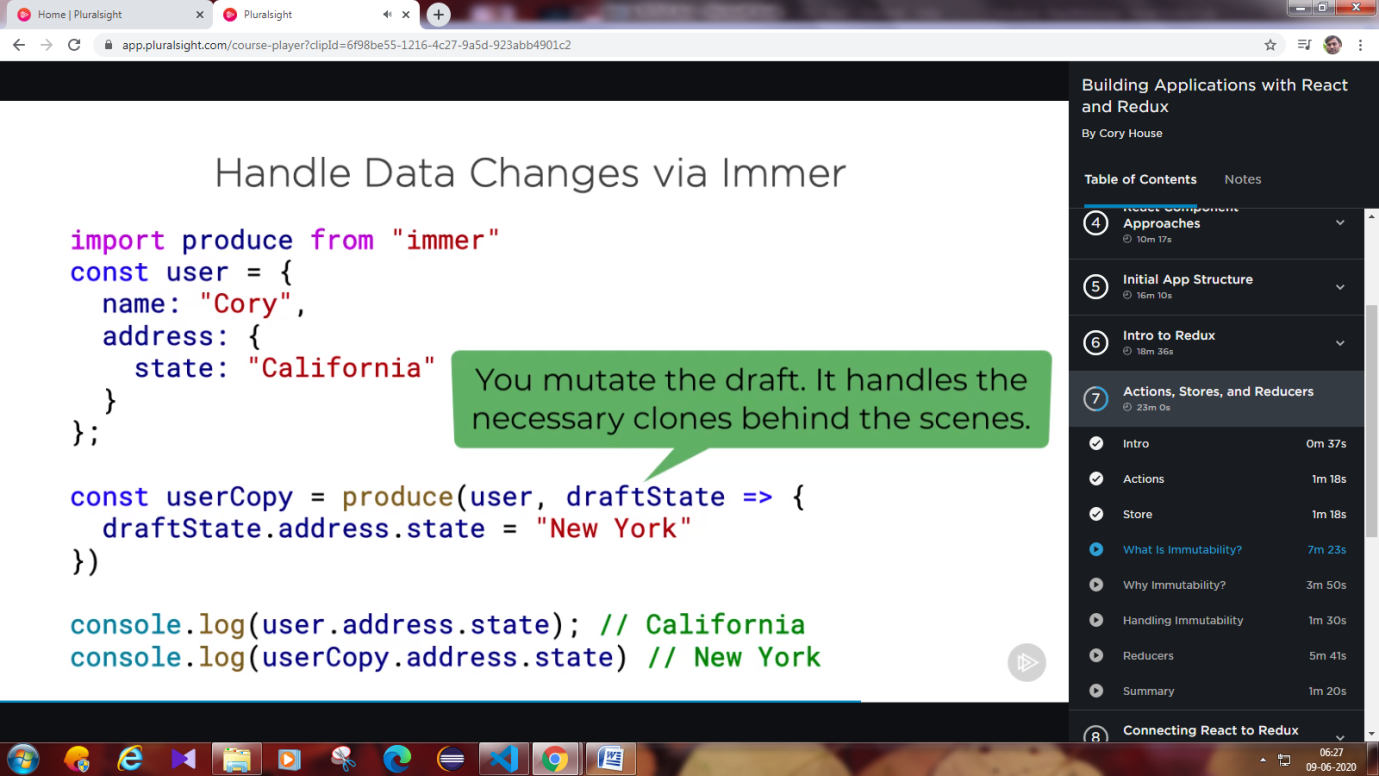 Home | Pluralsight
Pluralsight
app.pluralsight.com/course-player?clipId=6f98be55-1216-4c27-9a5d-923abb4901c2
Handle Data Changes via Immer
import produce from "immer"
const user = {
name: "Cory",
address: {
state: "California"
}
};
You mutate the draft. It handles the
necessary clones behind the scenes.
const userCopy = produce(user, draftState => {
draftState.address.state = "New York"
})
console.log(user.address.state); // California
console.log(userCopy.address.state) // New York
Building Applications with React
and Redux
By Cory House
Table of Contents
Notes
4
React Component
Approaches
10m 17s
5
Initial App Structure
16m 10s
6
Intro to Redux
18m 36s
7
Actions, Stores, and Reducers
23m 0s
Intro 0m 37s
Actions 1m 18s
Store 1m 18s
What Is Immutability? 7m 23s
Why Immutability? 3m 50s
Handling Immutability 1m 30s
Reducers 5m 41s
Summary 1m 20s
8
Connecting React to Redux
06:27
09-06-2020